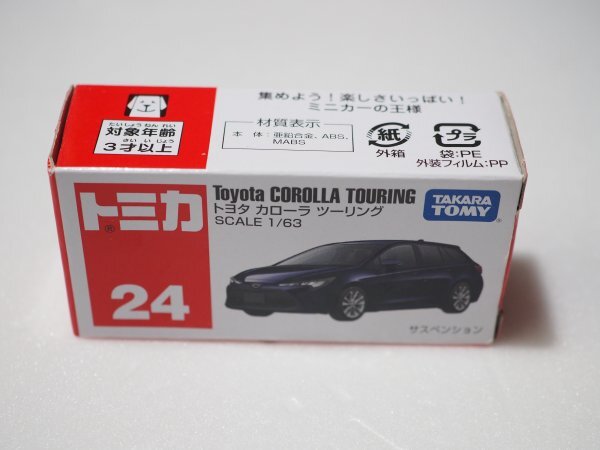 集めよう！楽しさいっぱい！
ミニカーの王様
たいしょうねんれい
対象年齢
さいいじょう
3才以上
材質表示
本 体：亜鉛合金、ABS、
MABS
紙
外箱
プラ
袋:PE
外装フィルム:PP
トミカ
®
24
Toyota COROLLA TOURING
トヨタ カローラ ツーリング
SCALE 1/63
TAKARA
TOMY
サスペンション